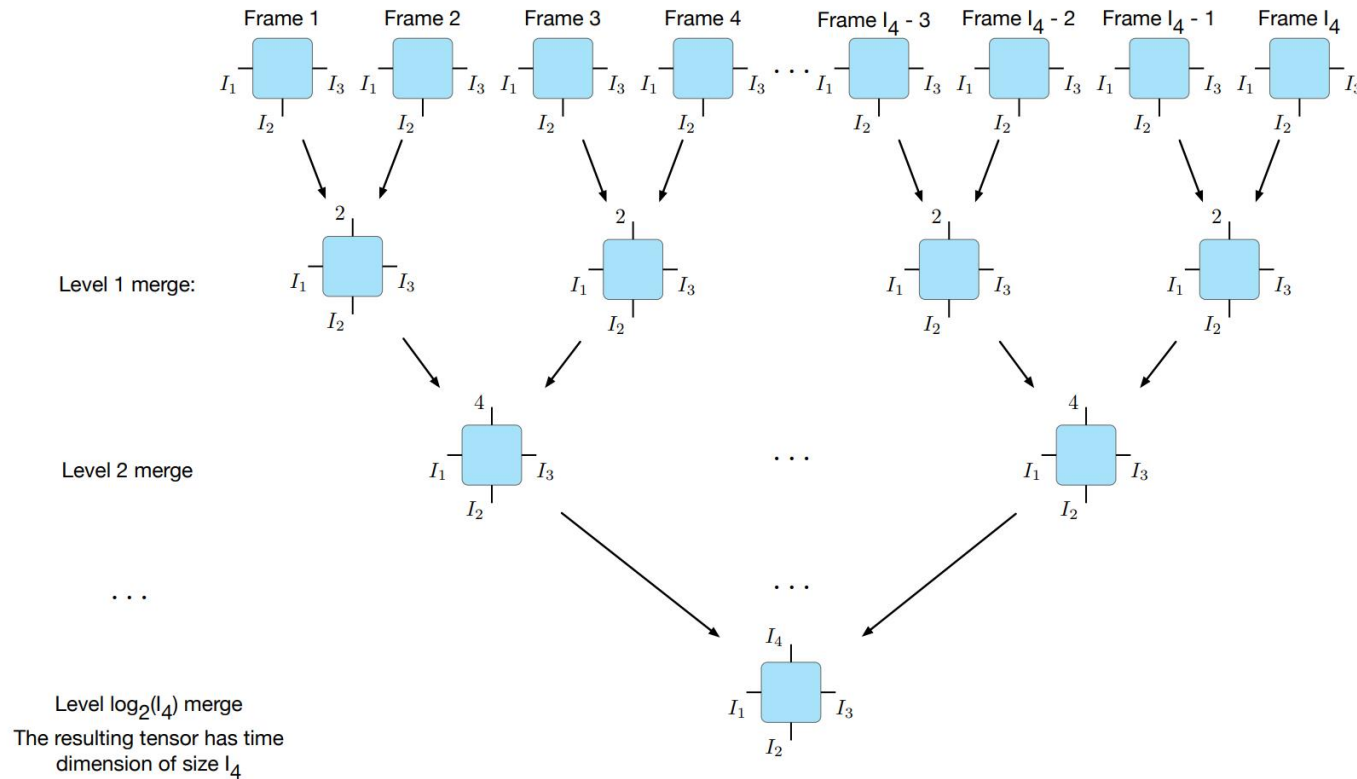 Frame 1 Frame 2 Frame 3 Frame 4 Frame I₄ - 3 Frame I₄ - 2 Frame I₄ - 1 Frame I₄
I₁ I₃ I₁ I₃ I₁ I₃ I₁ I₃ ... I₁ I₃ I₁ I₃ I₁ I₃ I₁ I₃
I₂ I₂ I₂ I₂ I₂ I₂ I₂ I₂
2 2 2 2
Level 1 merge: I₁ I₃ I₁ I₃ I₁ I₃ I₁ I₃
I₂ I₂ I₂ I₂
4 4
Level 2 merge I₁ I₃ ... I₁ I₃
I₂ I₂
... ...
I₄
Level log₂(I₄) merge I₁ I₃
The resulting tensor has time I₂
dimension of size I₄